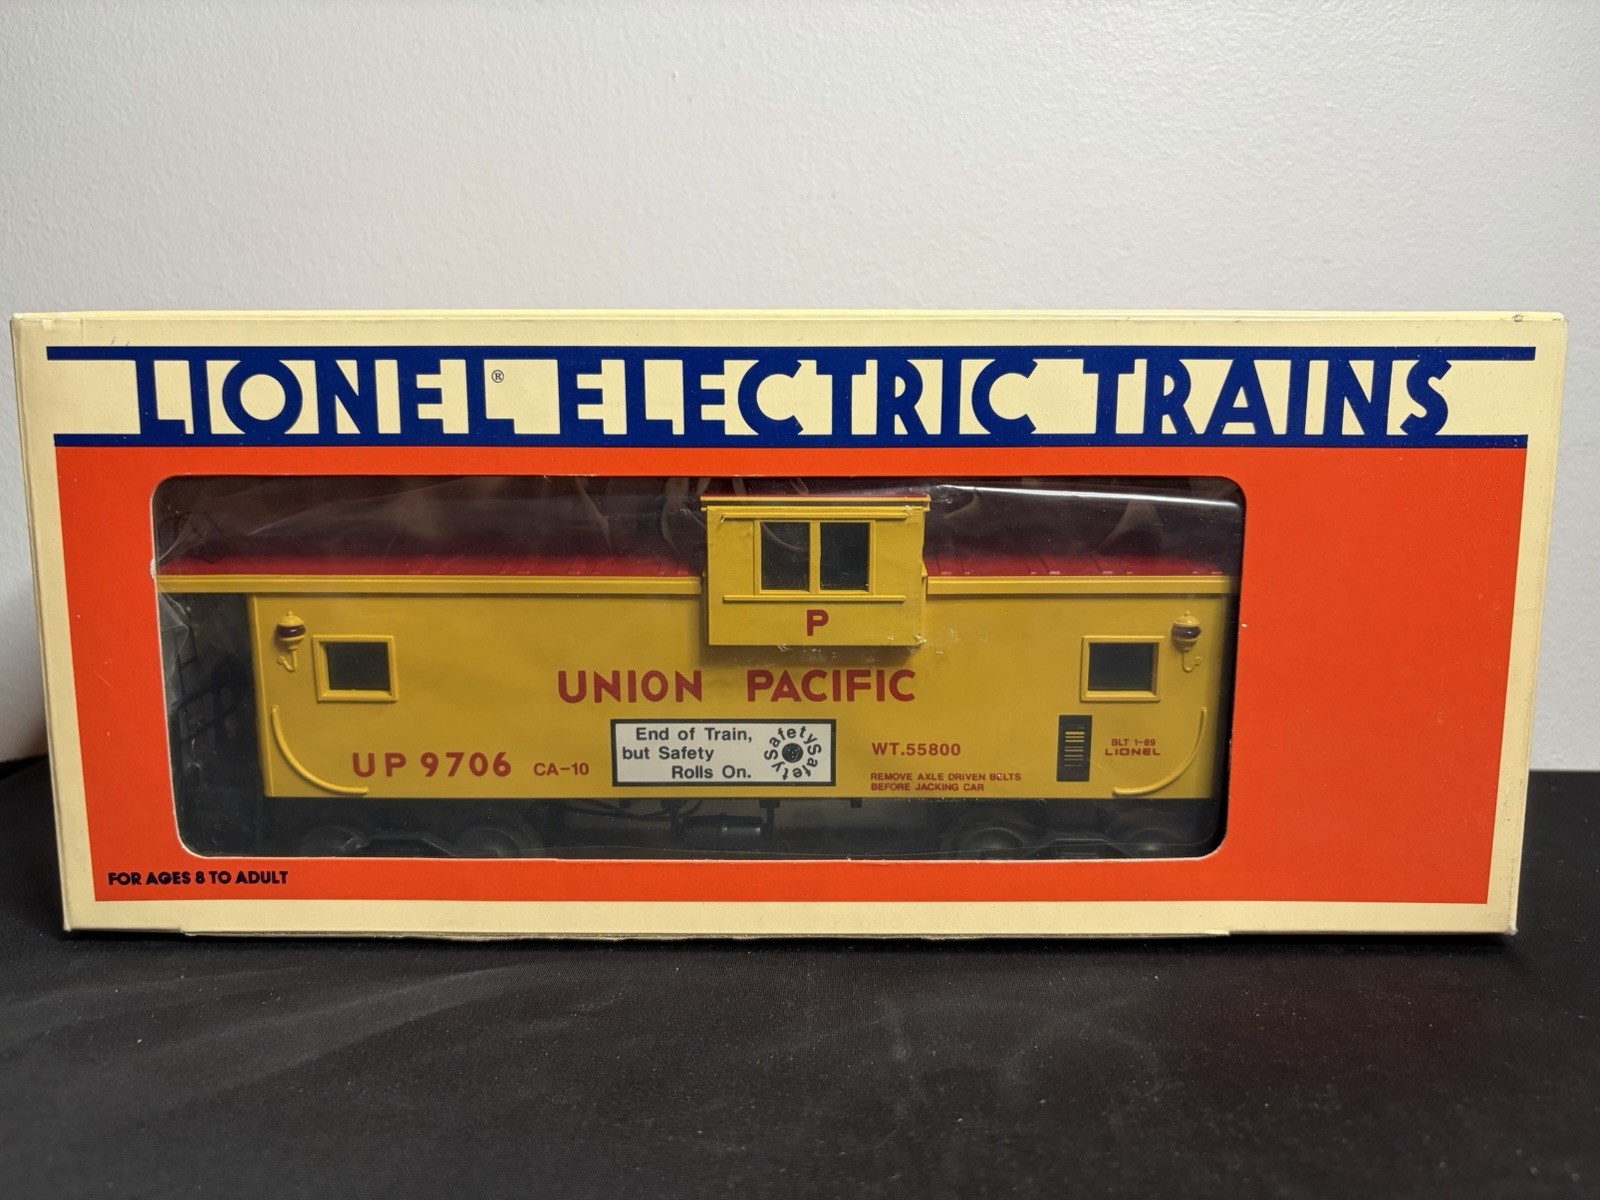 LIONEL® ELECTRIC TRAINS
P
UNION PACIFIC
End of Train,
but Safety
Rolls On.
Safety Safety
UP 9706 CA-10
WT.55800
REMOVE AXLE DRIVEN BELTS
BEFORE JACKING CAR
BLT 1-89
LIONEL
FOR AGES 8 TO ADULT